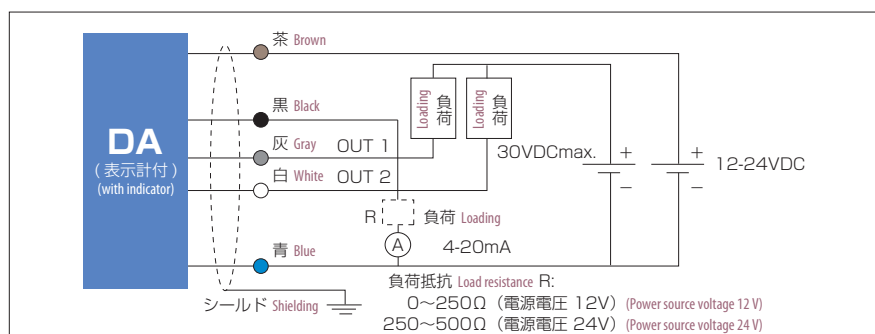 茶 Brown
黒 Black
灰 Gray OUT 1
白 White OUT 2
青 Blue
シールド Shielding
DA
(表示計付)
(with indicator)
Loading 負荷
Loading 負荷
30VDCmax.
+
−
+
−
12-24VDC
R 負荷 Loading
A 4-20mA
負荷抵抗 Load resistance R:
0〜250Ω(電源電圧 12V)(Power source voltage 12 V)
250〜500Ω(電源電圧 24V)(Power source voltage 24 V)